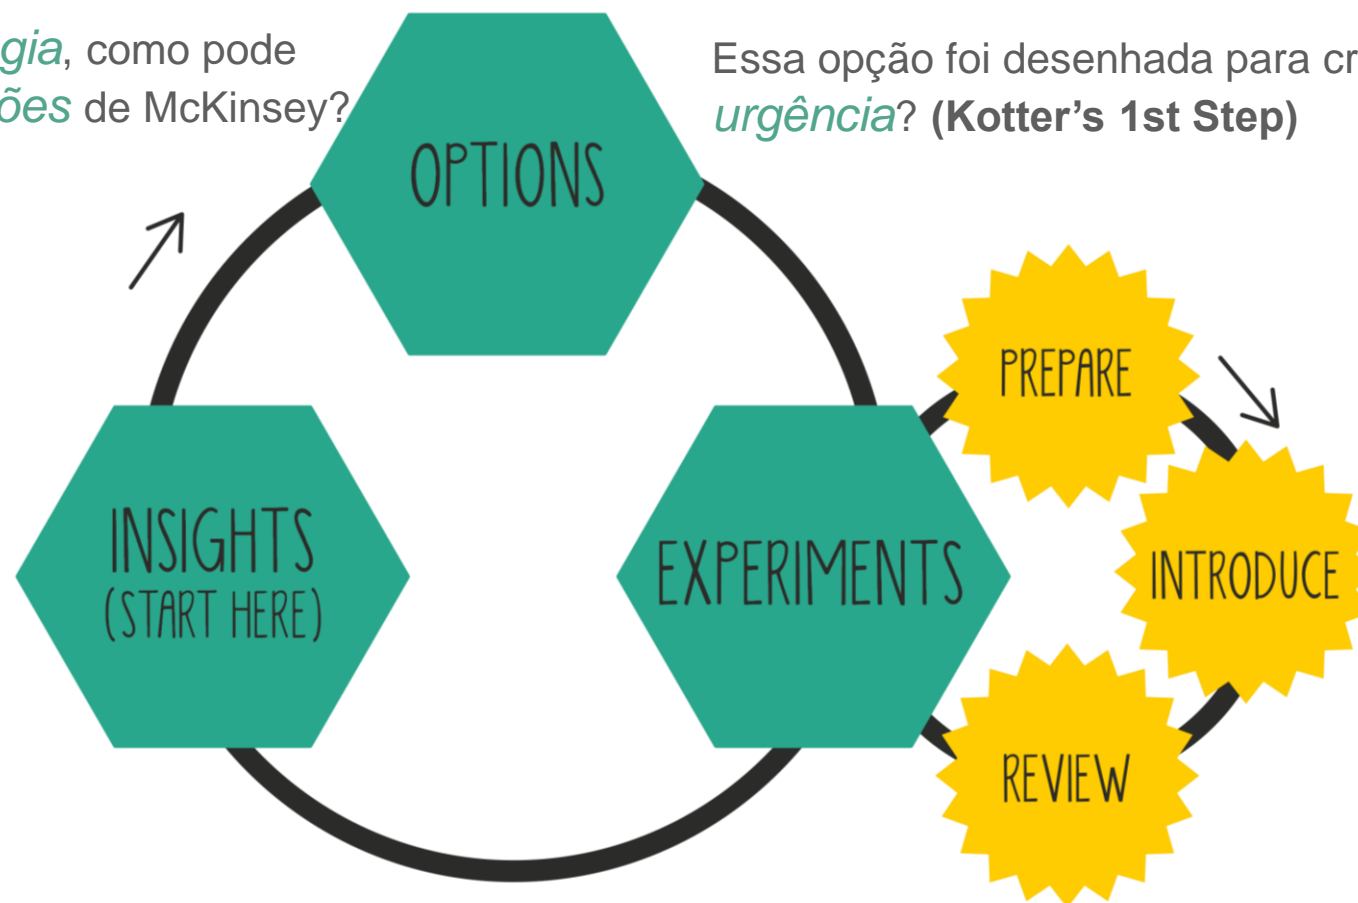 gia, como pode
ões de McKinsey?
Essa opção foi desenhada para cr
urgência? (Kotter's 1st Step)
OPTIONS
PREPARE
INSIGHTS
(START HERE)
EXPERIMENTS
INTRODUCE
REVIEW